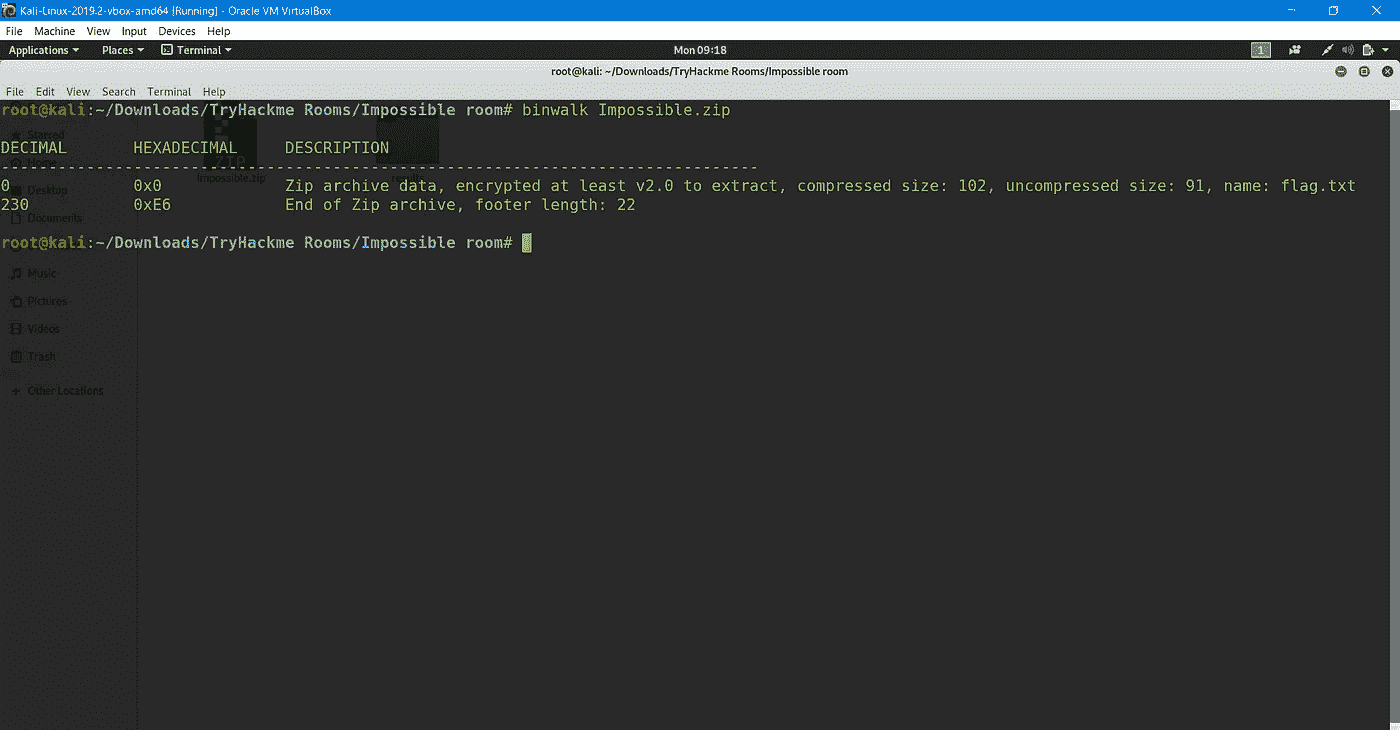 Kali-Linux-2019.2-vbox-amd64 [Running] - Oracle VM VirtualBox
File Machine View Input Devices Help
Applications Places Terminal Mon 09:18 1
root@kali: ~/Downloads/TryHackme Rooms/Impossible room
File Edit View Search Terminal Help
root@kali:~/Downloads/TryHackme Rooms/Impossible room# binwalk Impossible.zip
Starred
DECIMAL HEXADECIMAL DESCRIPTION
ZIP
Home
--------------------------------------------------------------------------------
Impossible.zip results
0 0x0 Zip archive data, encrypted at least v2.0 to extract, compressed size: 102, uncompressed size: 91, name: flag.txt
Desktop
230 0xE6 End of Zip archive, footer length: 22
Documents
root@kali:~/Downloads/TryHackme Rooms/Impossible room#
Music
Pictures
Videos
Trash
Other Locations